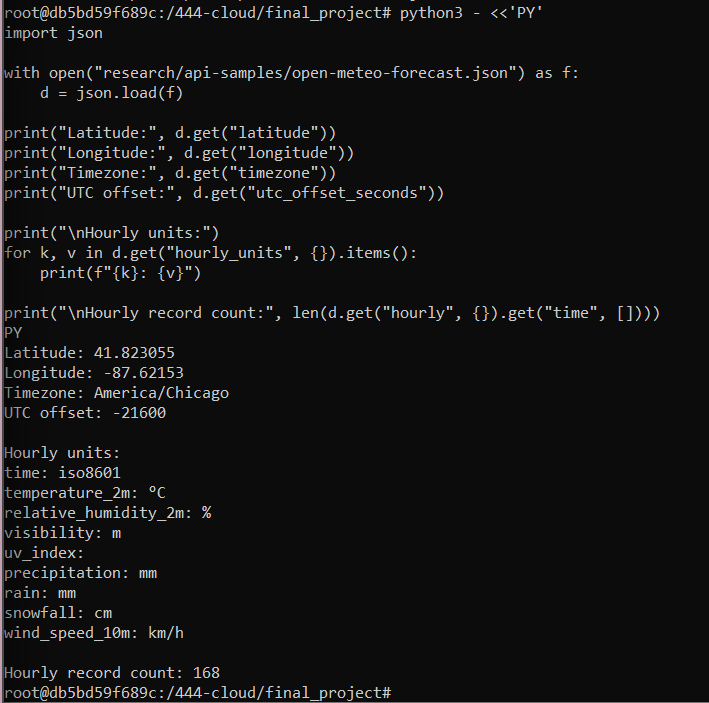 root@db5bd59f689c:/444-cloud/final_project# python3 - <<'PY'
import json

with open("research/api-samples/open-meteo-forecast.json") as f:
    d = json.load(f)

print("Latitude:", d.get("latitude"))
print("Longitude:", d.get("longitude"))
print("Timezone:", d.get("timezone"))
print("UTC offset:", d.get("utc_offset_seconds"))

print("\nHourly units:")
for k, v in d.get("hourly_units", {}).items():
    print(f"{k}: {v}")

print("\nHourly record count:", len(d.get("hourly", {}).get("time", [])))
PY
Latitude: 41.823055
Longitude: -87.62153
Timezone: America/Chicago
UTC offset: -21600

Hourly units:
time: iso8601
temperature_2m: °C
relative_humidity_2m: %
visibility: m
uv_index:
precipitation: mm
rain: mm
snowfall: cm
wind_speed_10m: km/h

Hourly record count: 168
root@db5bd59f689c:/444-cloud/final_project#